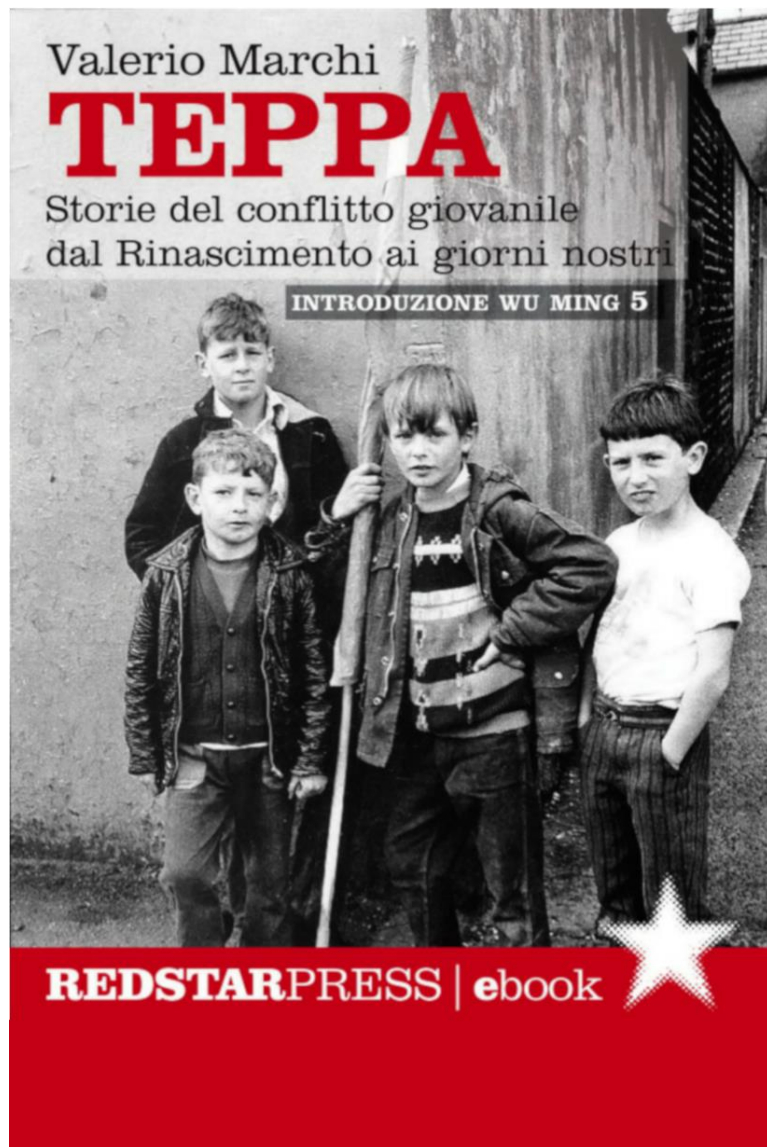 Valerio Marchi
TEPPA
Storie del conflitto giovanile
dal Rinascimento ai giorni nostri
INTRODUZIONE WU MING 5
REDSTARPRESS | ebook